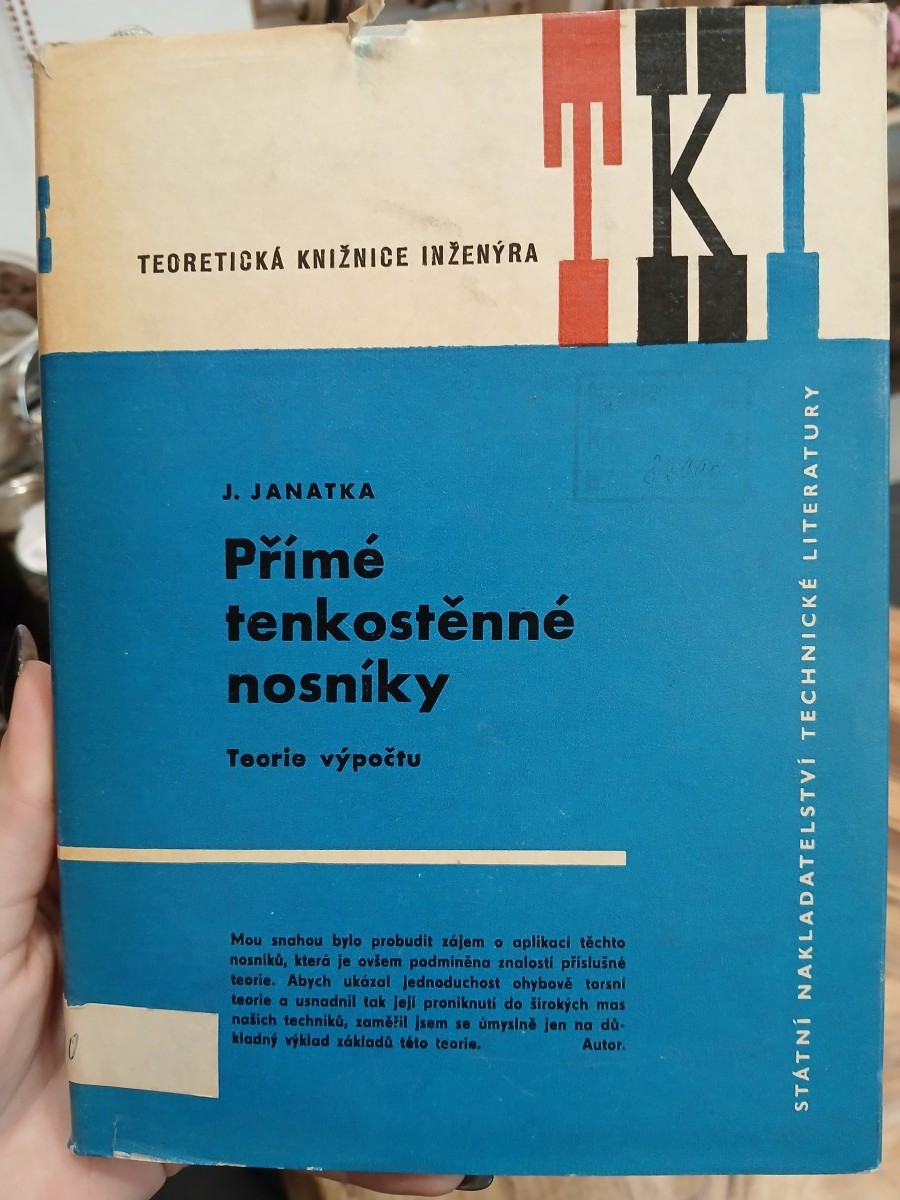 TKI
TEORETICKÁ KNIŽNICE INŽENÝRA
J. JANATKA
Přímé
tenkostěnné
nosníky
Teorie výpočtu
Mou snahou bylo probudit zájem o aplikaci těchto
nosníků, která je ovšem podmíněna znalostí příslušné
teorie. Abych ukázal jednoduchost ohybově torsní
teorie a usnadnil tak její proniknutí do širokých mas
našich techniků, zaměřil jsem se úmyslně jen na dů-
kladný výklad základů této teorie. Autor.
STÁTNÍ NAKLADATELSTVÍ TECHNICKÉ LITERATURY